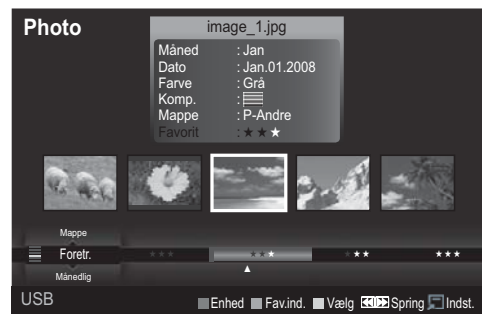 Photo
image_1.jpg
Måned : Jan
Dato : Jan.01.2008
Farve : Grå
Komp. :
Mappe : P-Andre
Favorit : ★ ★ ★
Mappe
Foretr. ★ ★ ★ ★ ★ ★ ★ ★ ★ ★ ★
Månedlig
USB Enhed Fav.ind. Vælg Spring Indst.